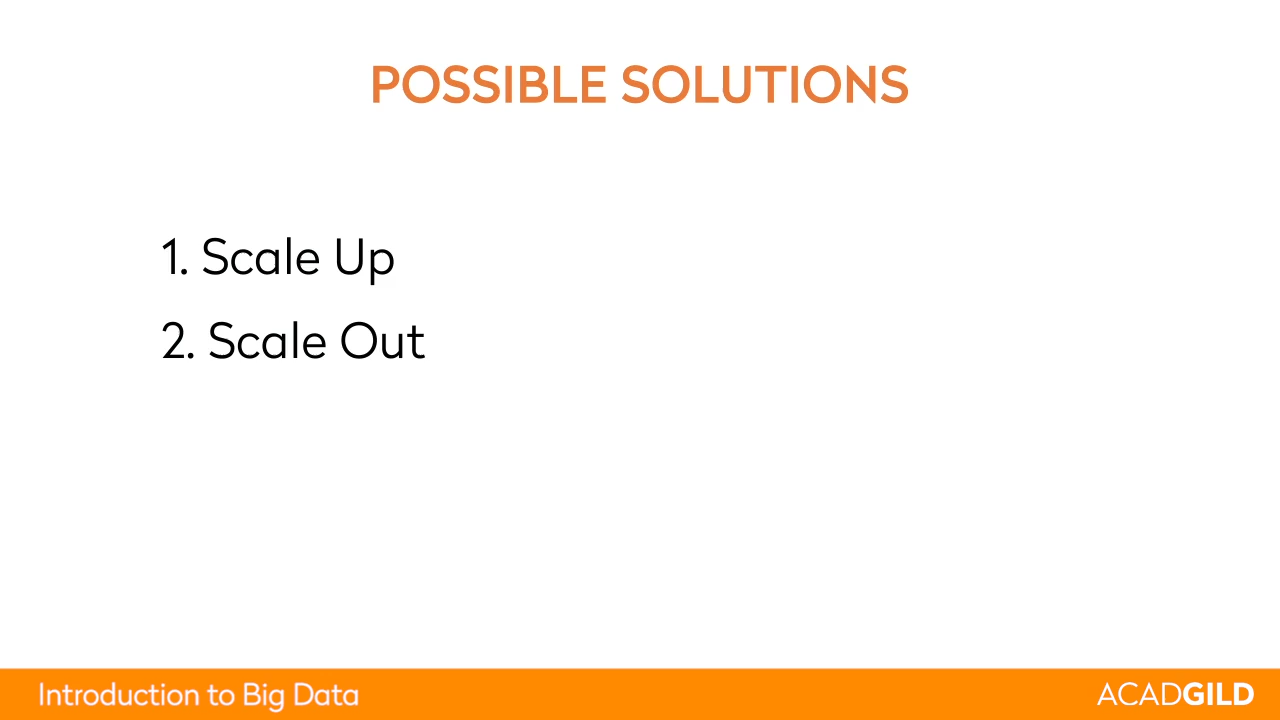 POSSIBLE SOLUTIONS
1. Scale Up
2. Scale Out
Introduction to Big Data
ACADGILD